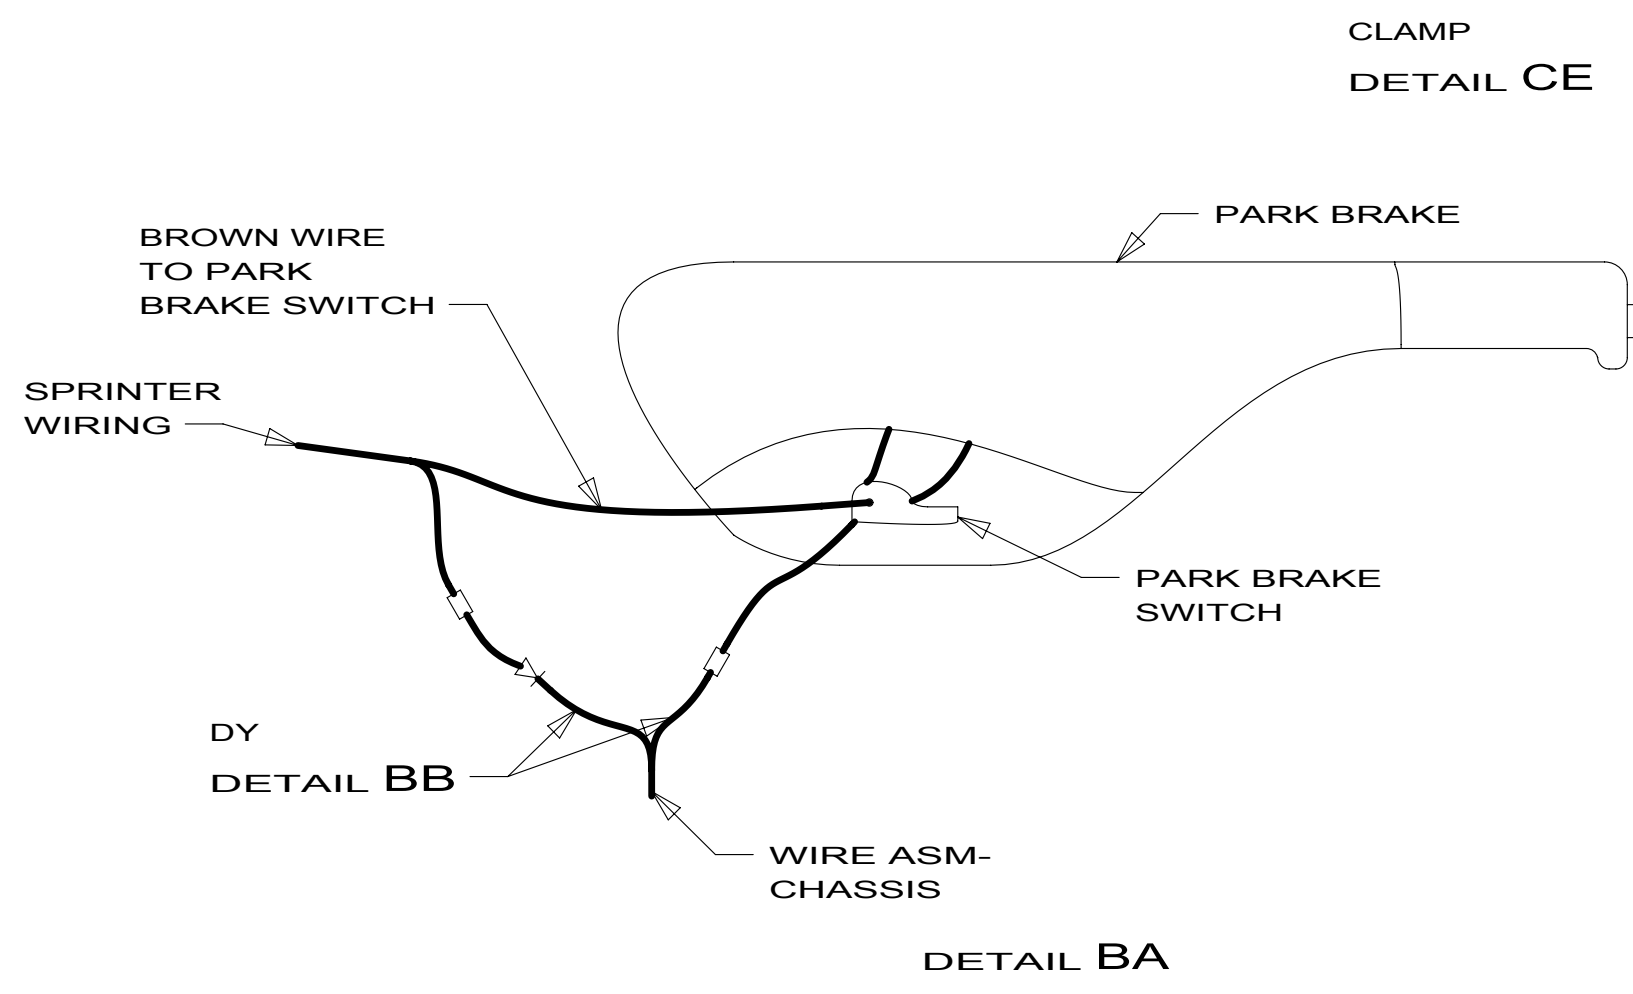 CLAMP
DETAIL CE
PARK BRAKE
BROWN WIRE
TO PARK
BRAKE SWITCH
SPRINTER
WIRING
PARK BRAKE
SWITCH
DY
DETAIL BB
WIRE ASM-
CHASSIS
DETAIL BA